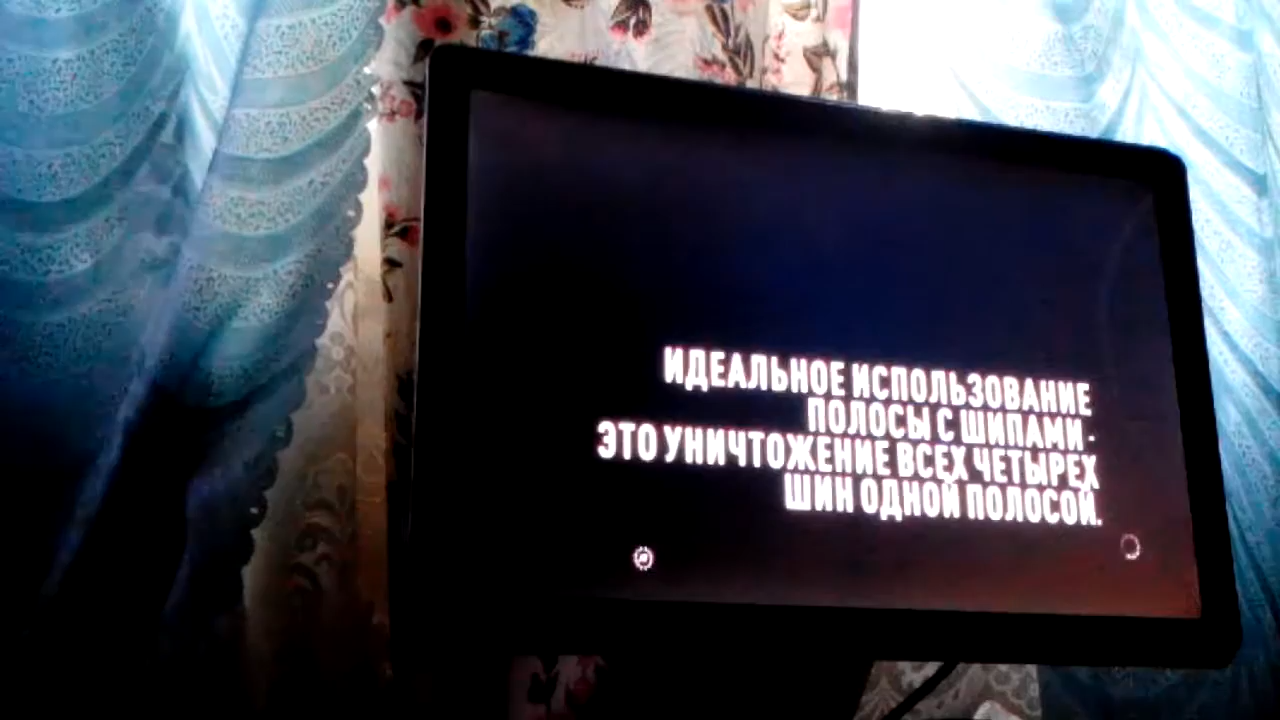 ИДЕАЛЬНОЕ ИСПОЛЬЗОВАНИЕ
ПОЛОСЫ С ШИПАМИ -
ЭТО УНИЧТОЖЕНИЕ ВСЕХ ЧЕТЫРЕХ
ШИН ОДНОЙ ПОЛОСОЙ.